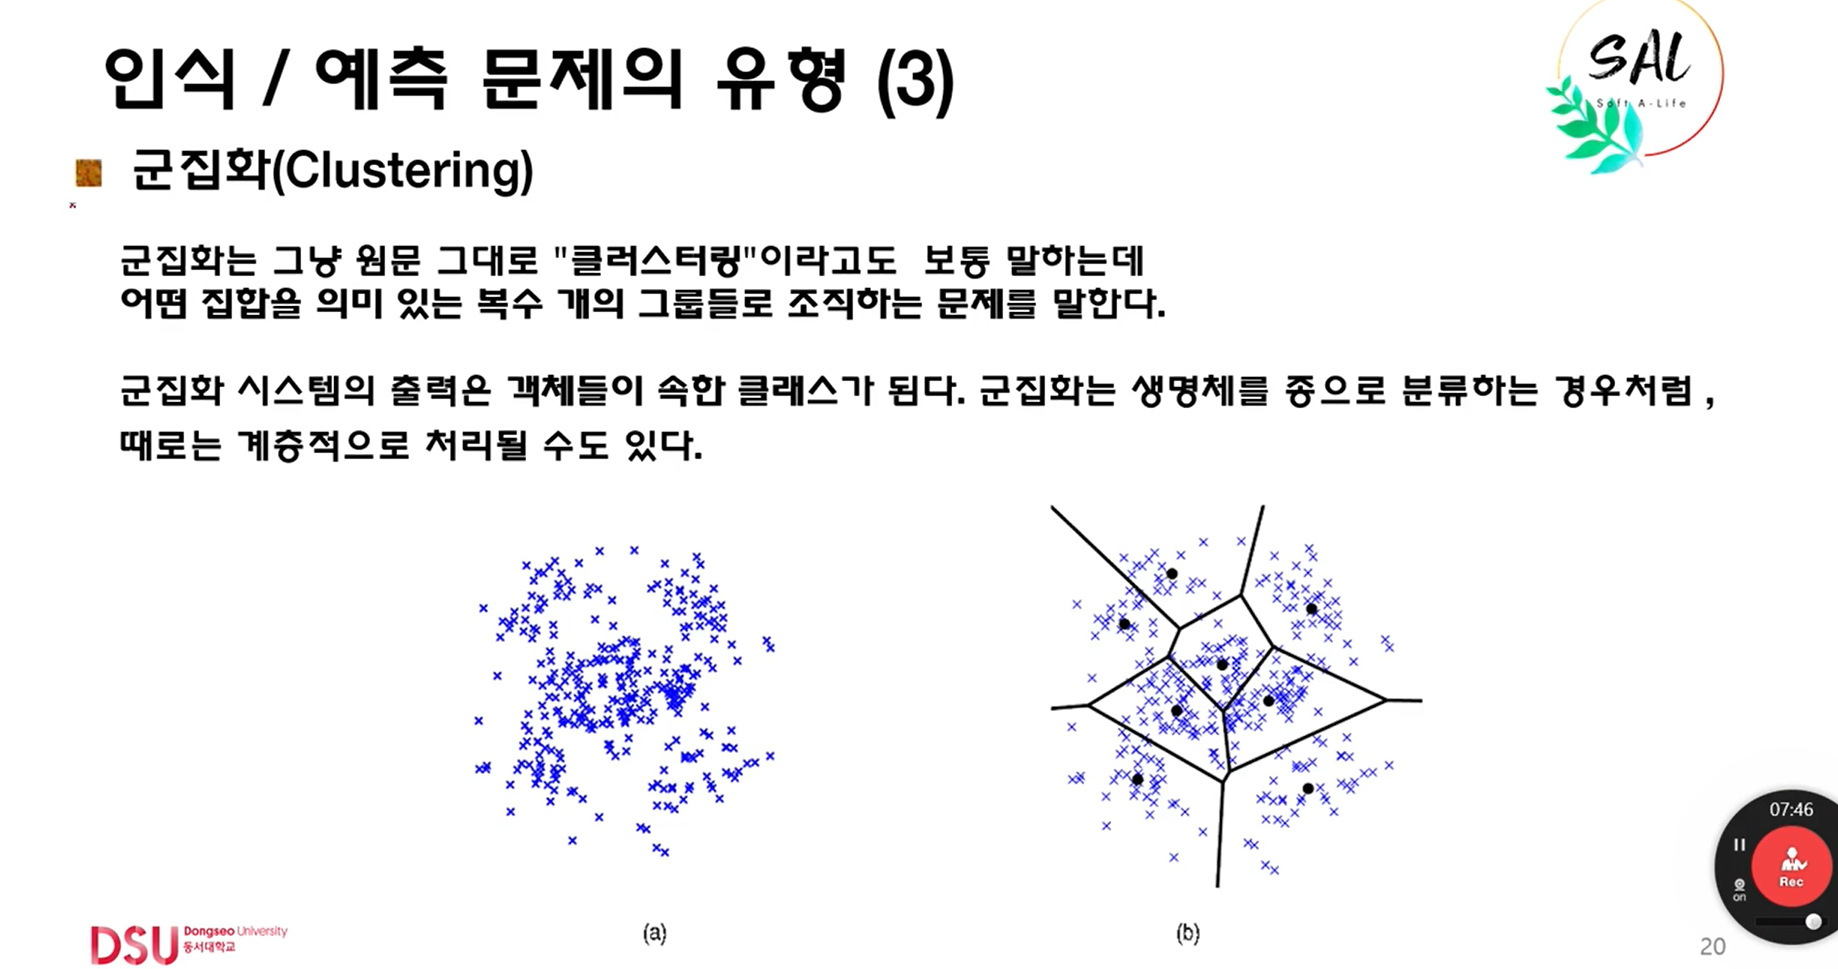 인식 / 예측 문제의 유형 (3)
SAL
Soft A-Life
군집화(Clustering)
군집화는 그냥 원문 그대로 "클러스터링"이라고도 보통 말하는데
어떤 집합을 의미 있는 복수 개의 그룹들로 조직하는 문제를 말한다.
군집화 시스템의 출력은 객체들이 속한 클래스가 된다. 군집화는 생명체를 종으로 분류하는 경우처럼 ,
때로는 계층적으로 처리될 수도 있다.
(a)
(b)
07:46
Rec
on
DSU Dongseo University
동서대학교
20